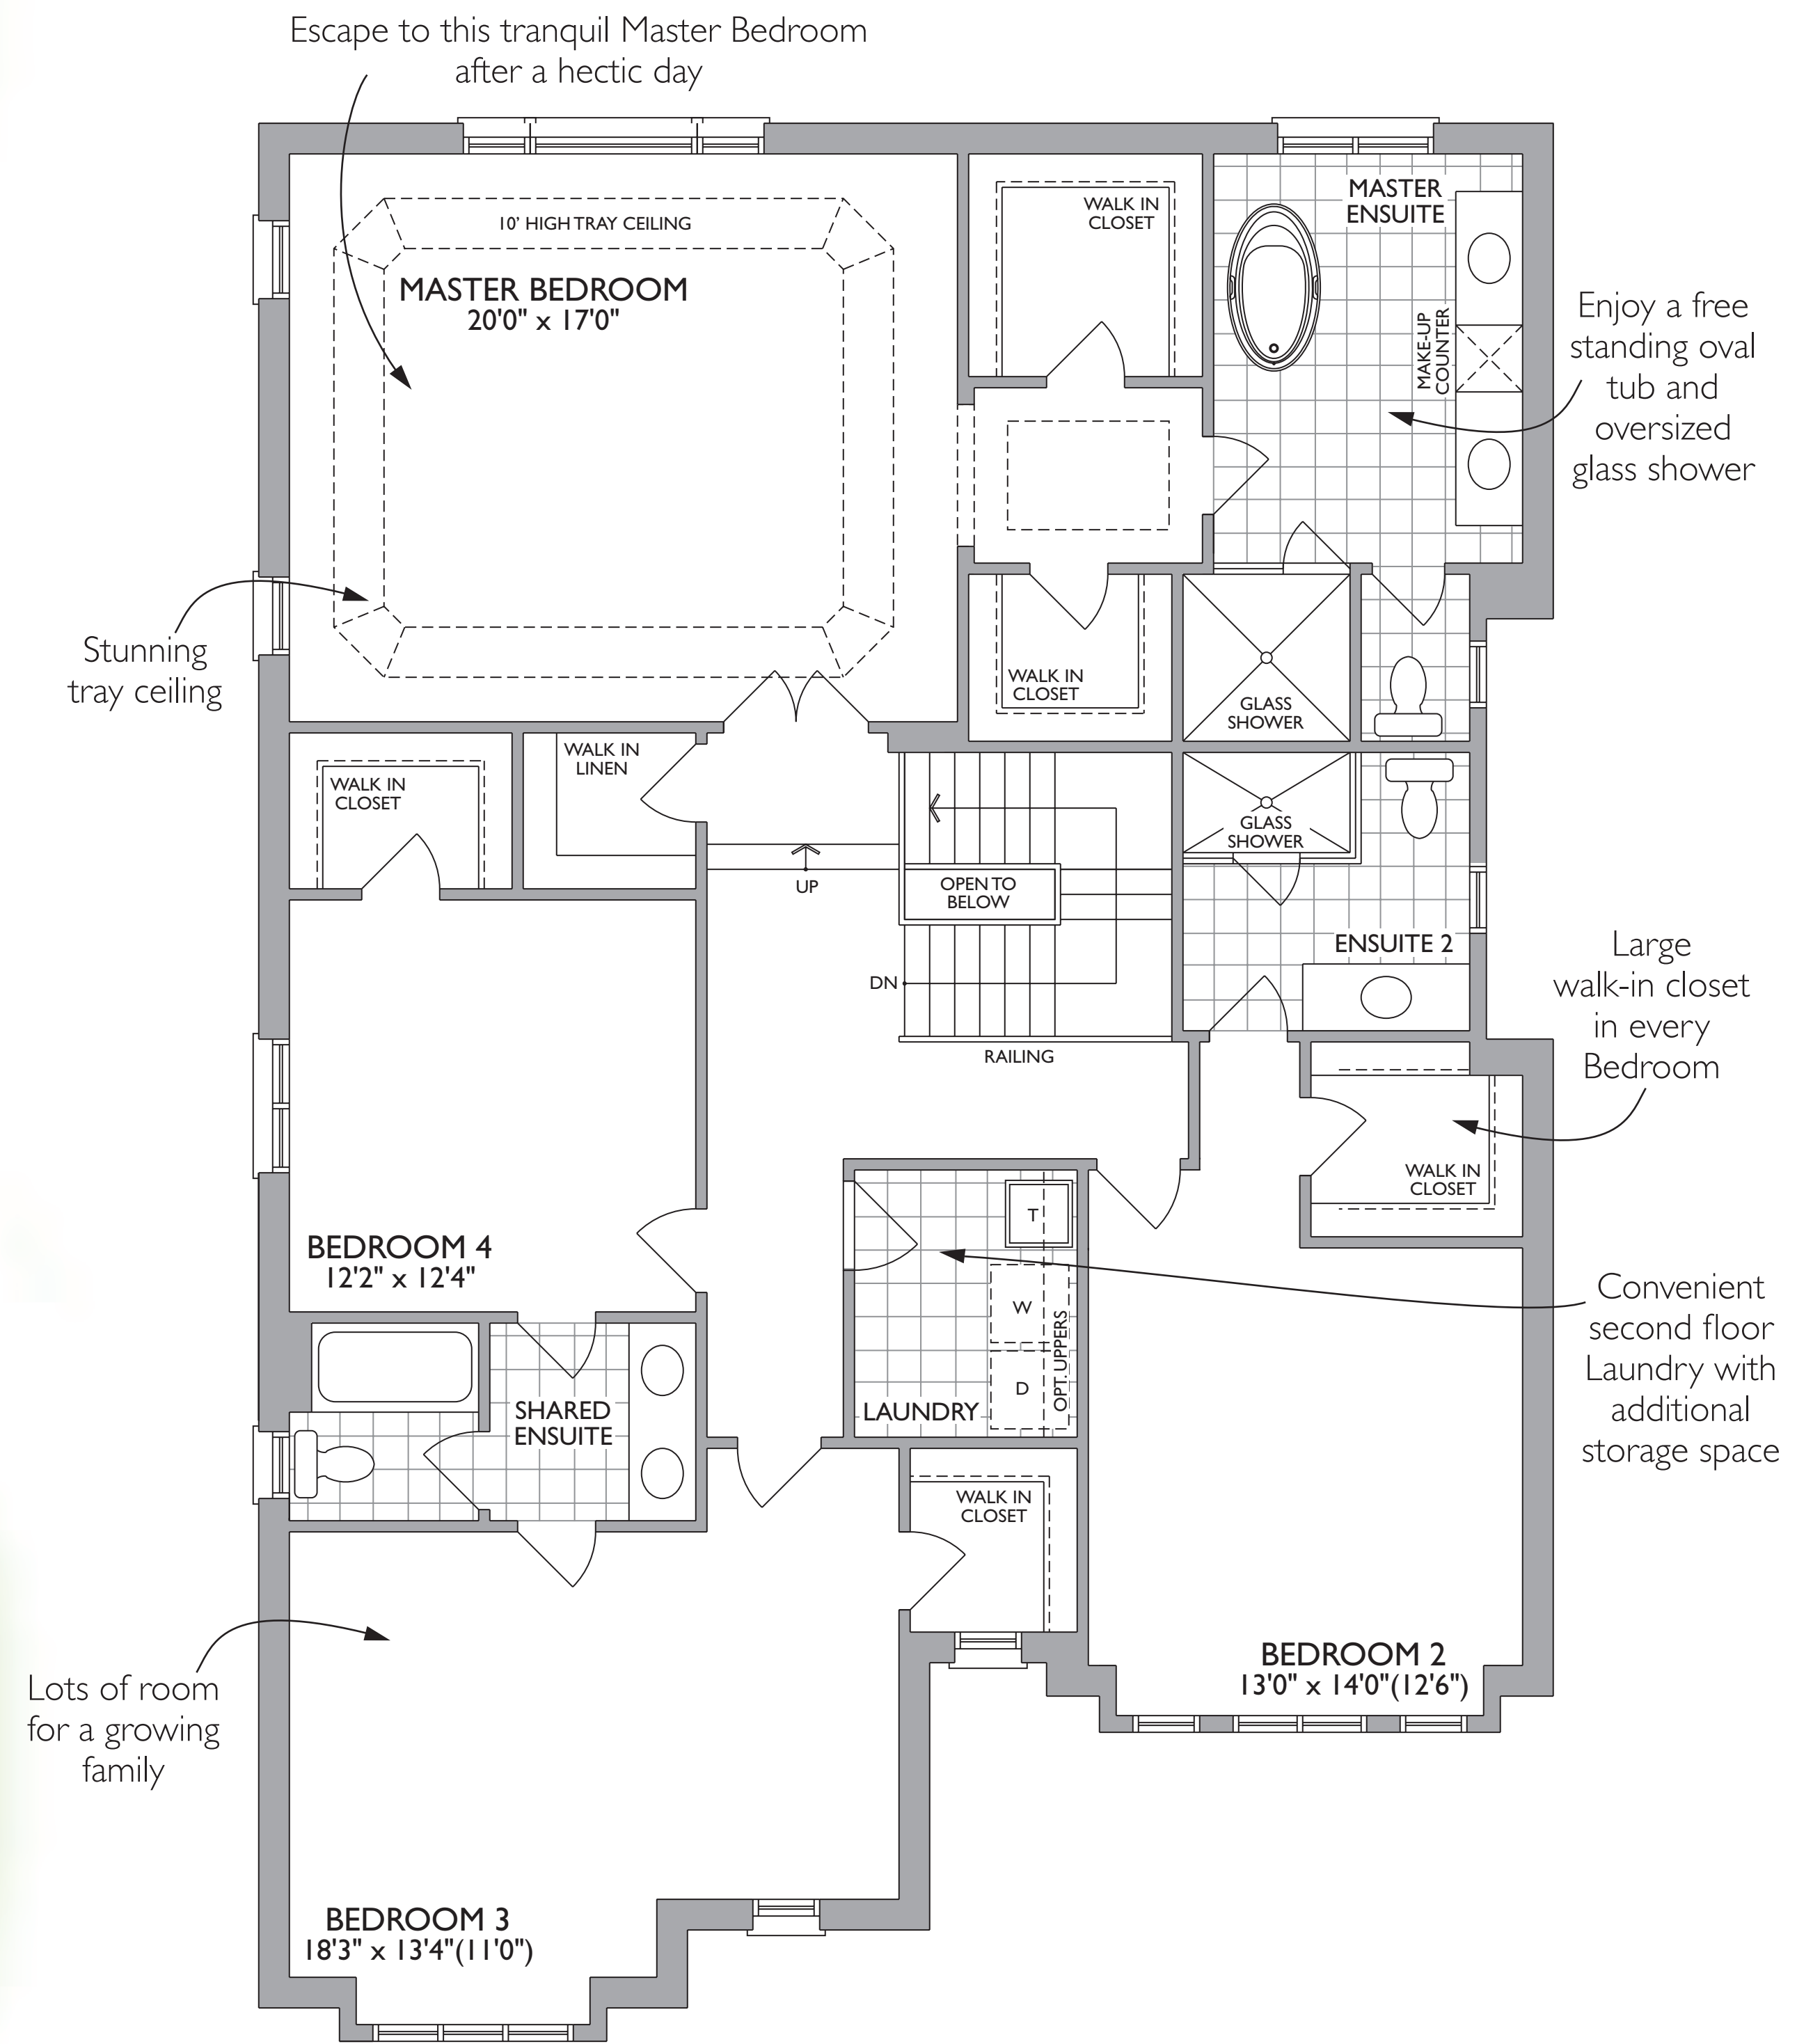 Escape to this tranquil Master Bedroom
after a hectic day
10' HIGH TRAY CEILING
MASTER BEDROOM
20'0" x 17'0"
WALK IN
CLOSET
MASTER
ENSUITE
MAKE-UP
COUNTER
Enjoy a free
standing oval
tub and
oversized
glass shower
Stunning
tray ceiling
WALK IN
CLOSET
GLASS
SHOWER
WALK IN
CLOSET
WALK IN
LINEN
UP
OPEN TO
BELOW
DN
RAILING
GLASS
SHOWER
ENSUITE 2
Large
walk-in closet
in every
Bedroom
WALK IN
CLOSET
BEDROOM 4
12'2" x 12'4"
T
W
D
OPT. UPPERS
LAUNDRY
Convenient
second floor
Laundry with
additional
storage space
SHARED
ENSUITE
WALK IN
CLOSET
BEDROOM 2
13'0" x 14'0"(12'6")
Lots of room
for a growing
family
BEDROOM 3
18'3" x 13'4"(11'0")